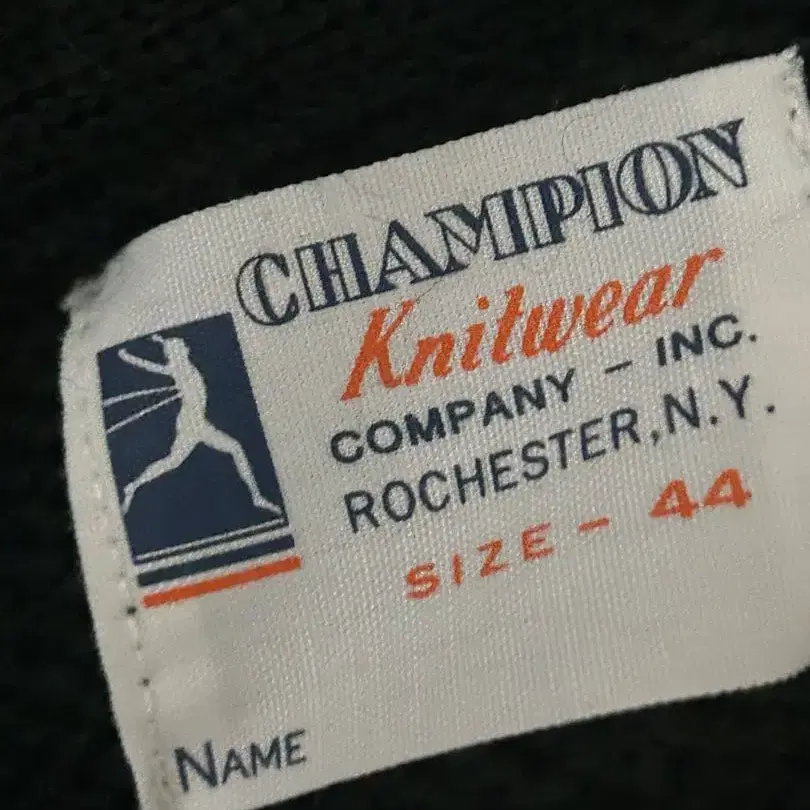 CHAMPION
Knitwear
COMPANY - INC.
ROCHESTER, N.Y.
SIZE - 44
NAME